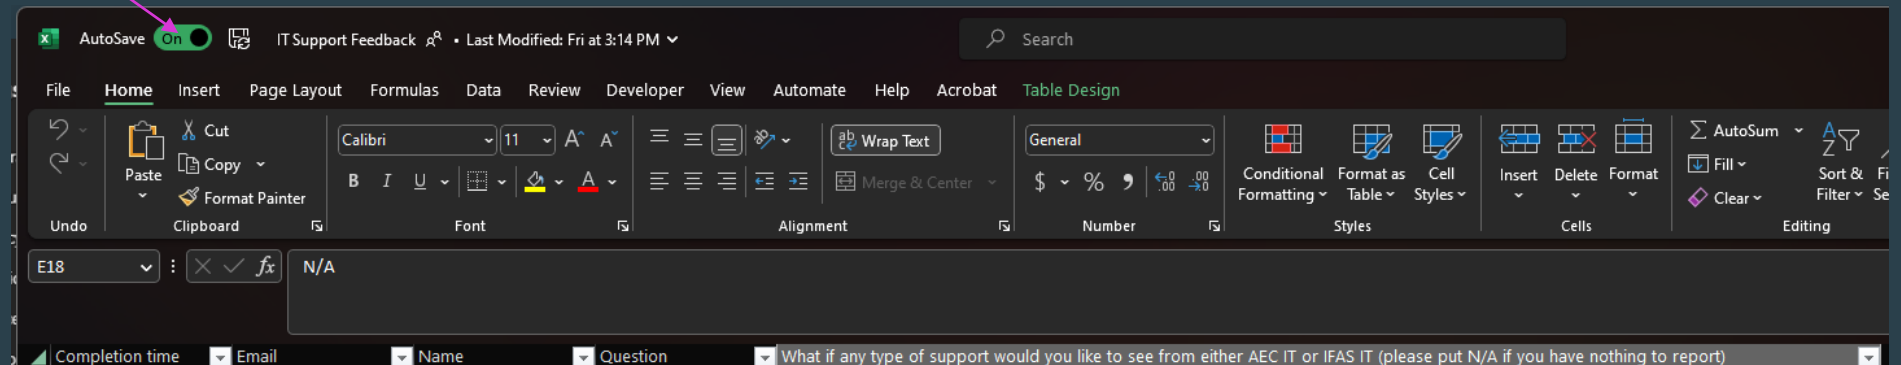 AutoSave On IT Support Feedback • Last Modified: Fri at 3:14 PM Search
File Home Insert Page Layout Formulas Data Review Developer View Automate Help Acrobat Table Design
Cut
Copy
Format Painter
Paste
Undo
Clipboard
Calibri 11 A A
B I U A
Font
ab Wrap Text
Merge & Center
Alignment
General
$ % 9
Number
Conditional Formatting
Format as Table
Cell Styles
Styles
Insert Delete Format
Cells
AutoSum
Fill
Clear
Sort & Filter
Editing
E18 fx N/A
Completion time Email Name Question What if any type of support would you like to see from either AEC IT or IFAS IT (please put N/A if you have nothing to report)